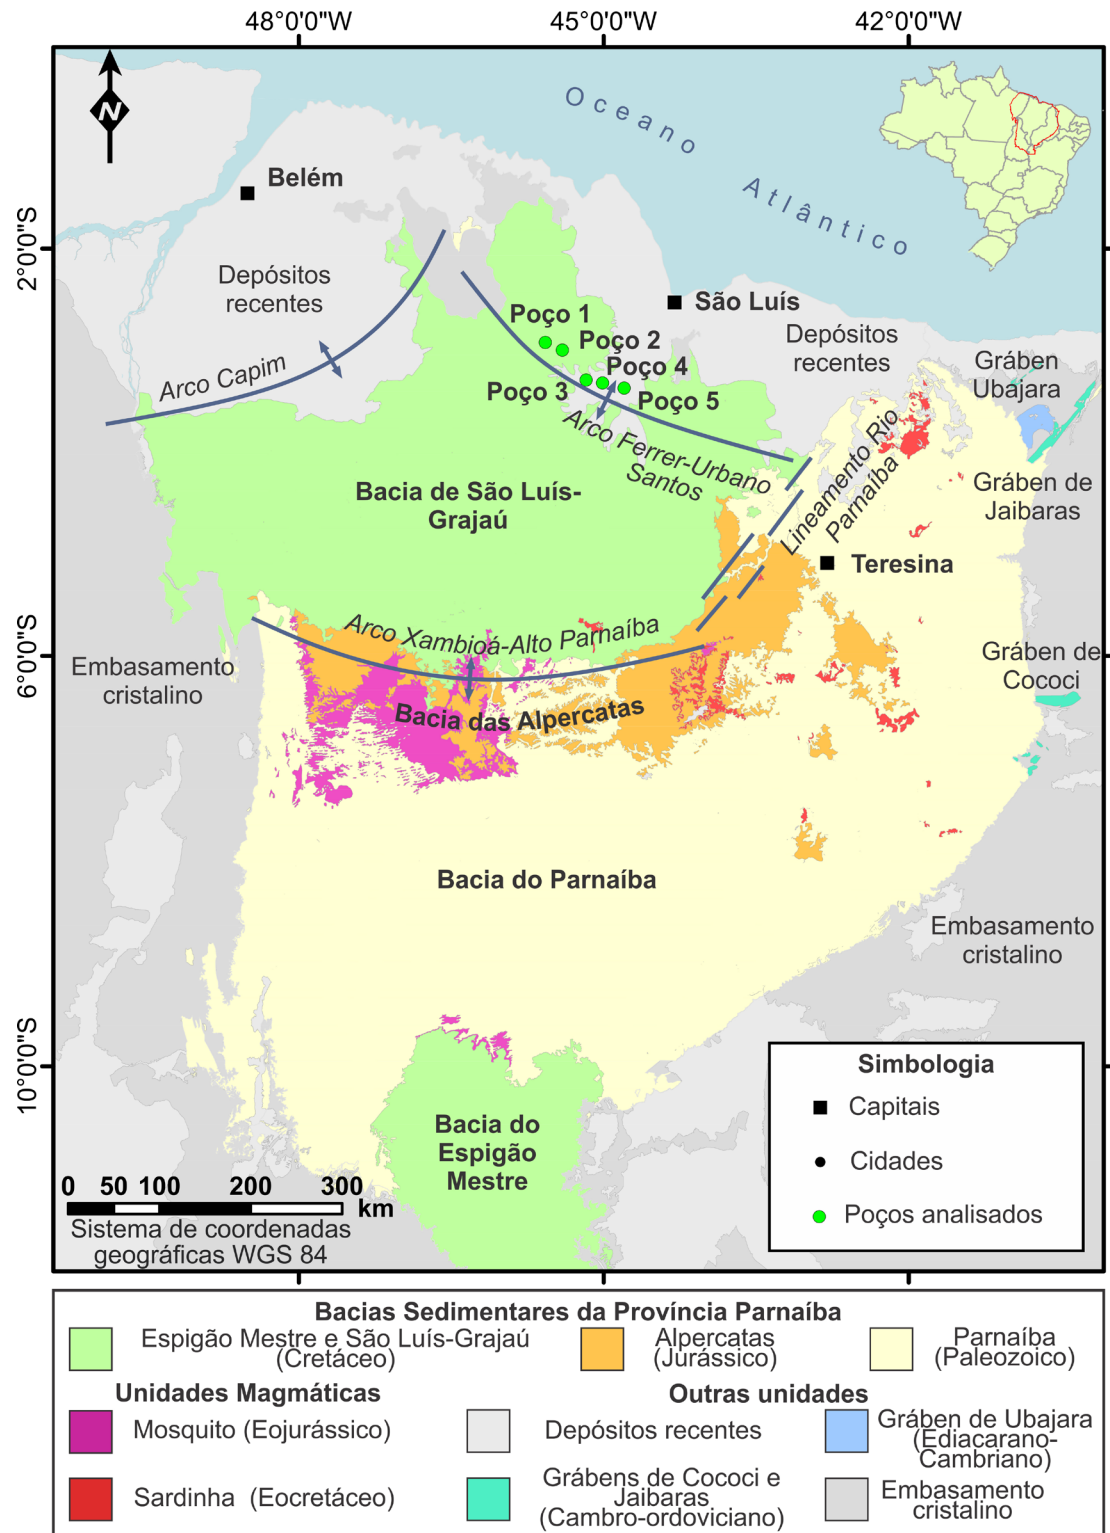 48°0'0"W
45°0'0"W
42°0'0"W
N
Oceano
Atlântico
Belém
2°0'0"S
Depósitos
recentes
São Luís
Poço 1
Poço 2
Depósitos
recentes
Poço 4
Gráben
Ubajara
Arco Capim
Poço 3
Poço 5
Arco Ferrer-Urbano
Santos
Lineamento Rio
Parnaíba
Bacia de São Luís-
Grajaú
Gráben de
Jaibaras
Teresina
Arco Xambioá-Alto Parnaíba
6°0'0"S
Embasamento
cristalino
Gráben de
Cococi
Bacia das Alpercatas
Bacia do Parnaíba
Embasamento
cristalino
10°0'0"S
Bacia do
Espigão
Mestre
Simbologia
Capitais
Cidades
Poços analisados
0 50 100 200 300
km
Sistema de coordenadas
geográficas WGS 84
Bacias Sedimentares da Província Parnaíba
Espigão Mestre e São Luís-Grajaú
(Cretáceo)
Alpercatas
(Jurássico)
Parnaíba
(Paleozoico)
Unidades Magmáticas
Outras unidades
Mosquito (Eojurássico)
Depósitos recentes
Gráben de Ubajara
(Ediacarano-
Cambriano)
Sardinha (Eocretáceo)
Grábens de Cococi e
Jaibaras
(Cambro-ordoviciano)
Embasamento
cristalino